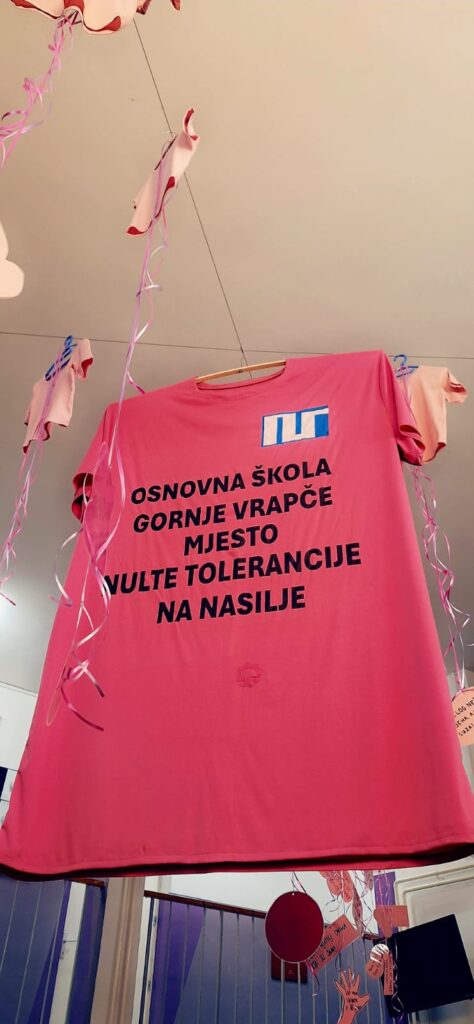 OSNOVNA ŠKOLA
GORNJE VRAPČE
MJESTO
NULTE TOLERANCIJE
NA NASILJE